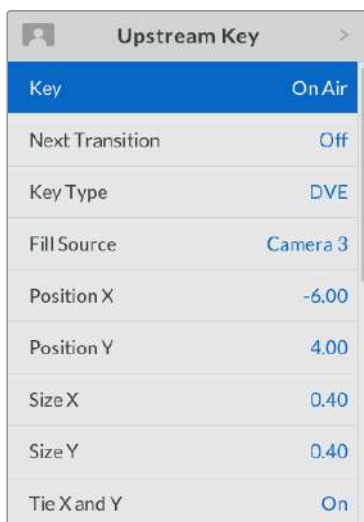 Upstream Key >
Key On Air
Next Transition Off
Key Type DVE
Fill Source Camera 3
Position X -6.00
Position Y 4.00
Size X 0.40
Size Y 0.40
Tie X and Y On